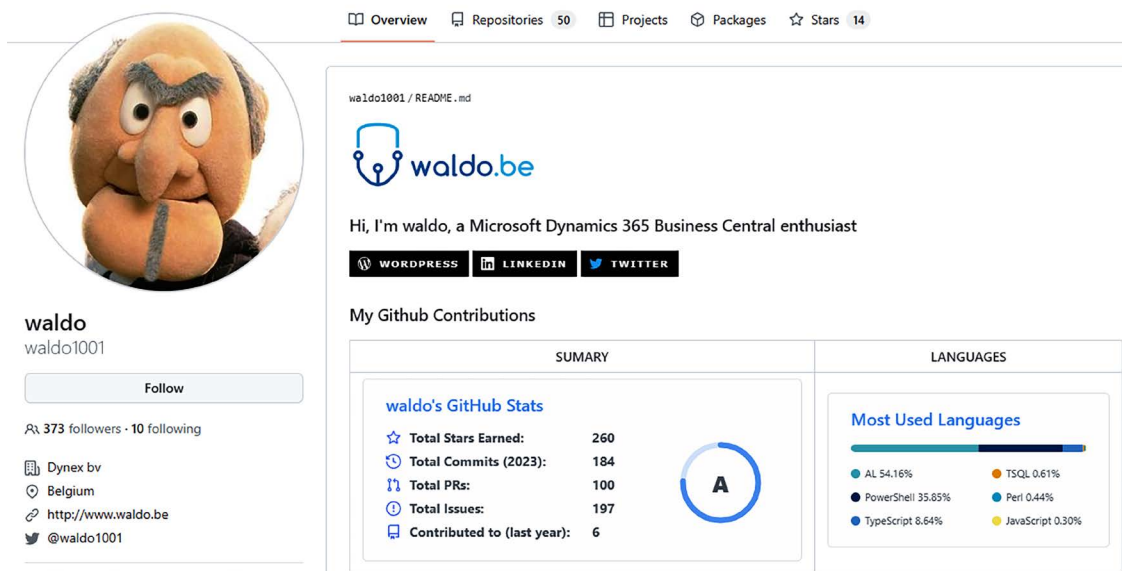 Overview Repositories 50 Projects Packages Stars 14
waldo1001/README.md
waldo.be
Hi, I'm waldo, a Microsoft Dynamics 365 Business Central enthusiast
WORDPRESS LINKEDIN TWITTER
My Github Contributions
waldo
waldo1001
Follow
373 followers · 10 following
Dynex bv
Belgium
http://www.waldo.be
@waldo1001
SUMARY
waldo's GitHub Stats
Total Stars Earned: 260
Total Commits (2023): 184
Total PRs: 100
Total Issues: 197
Contributed to (last year): 6
A
LANGUAGES
Most Used Languages
AL 54.16%
PowerShell 35.85%
TypeScript 8.64%
TSQL 0.61%
Perl 0.44%
JavaScript 0.30%